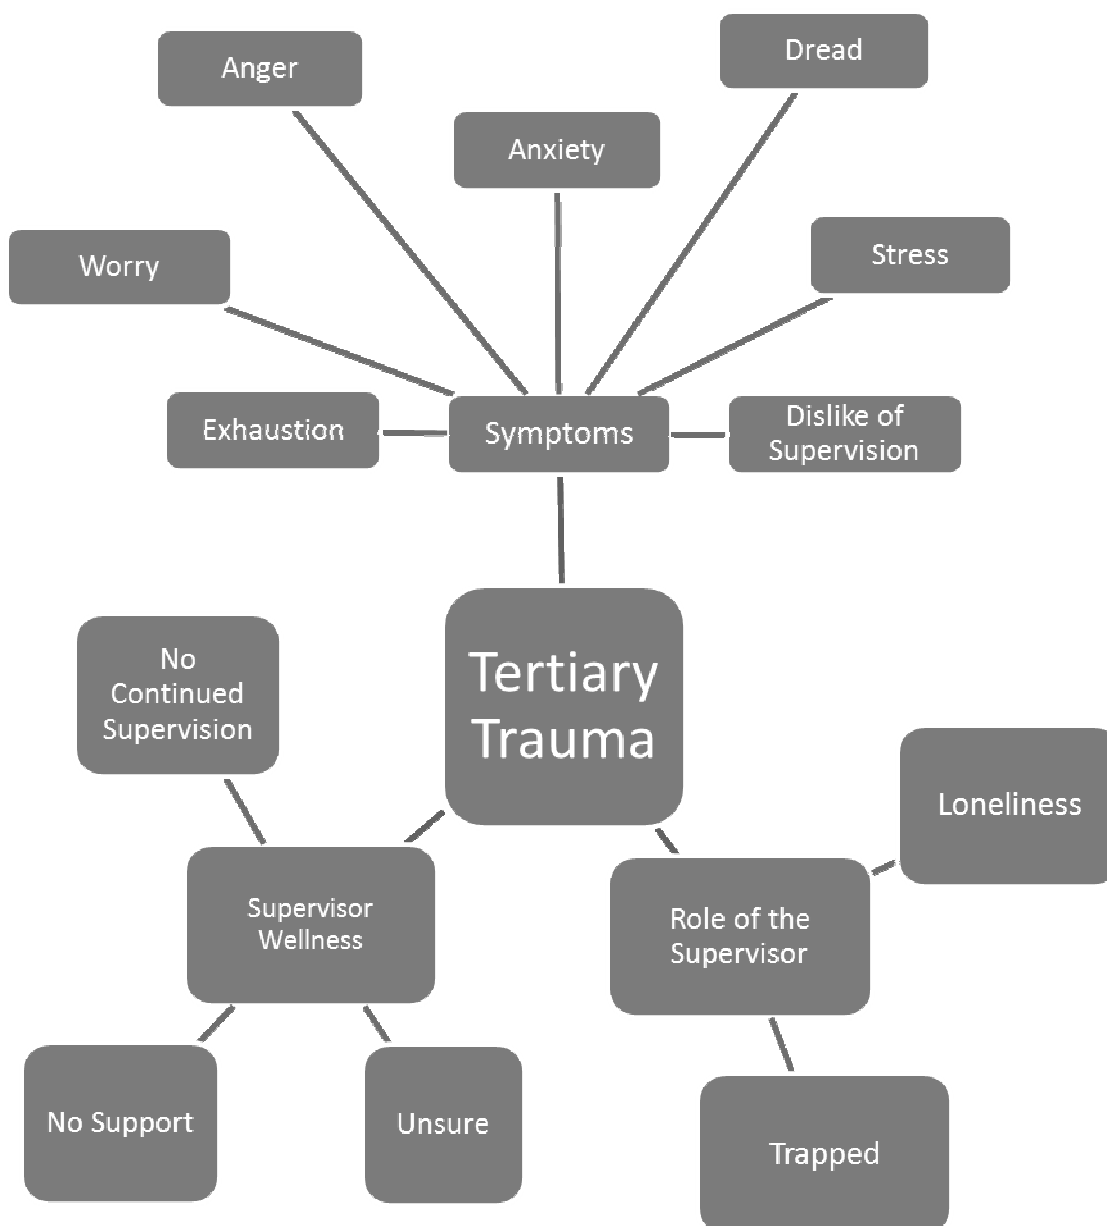 Anger
Dread
Anxiety
Worry
Stress
Exhaustion
Symptoms
Dislike of
Supervision
Tertiary
Trauma
No
Continued
Supervision
Loneliness
Supervisor
Wellness
Role of the
Supervisor
No Support
Unsure
Trapped